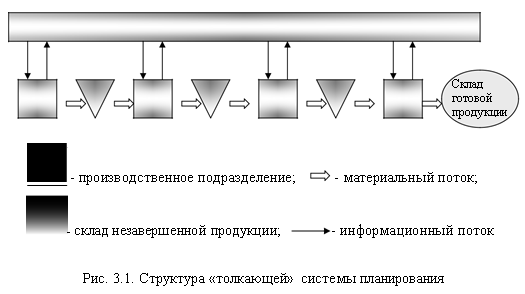 Склад
готовой
продукции
- производственное подразделение; - материальный поток;
- склад незавершенной продукции; - информационный поток
Рис. 3.1. Структура «толкающей» системы планирования